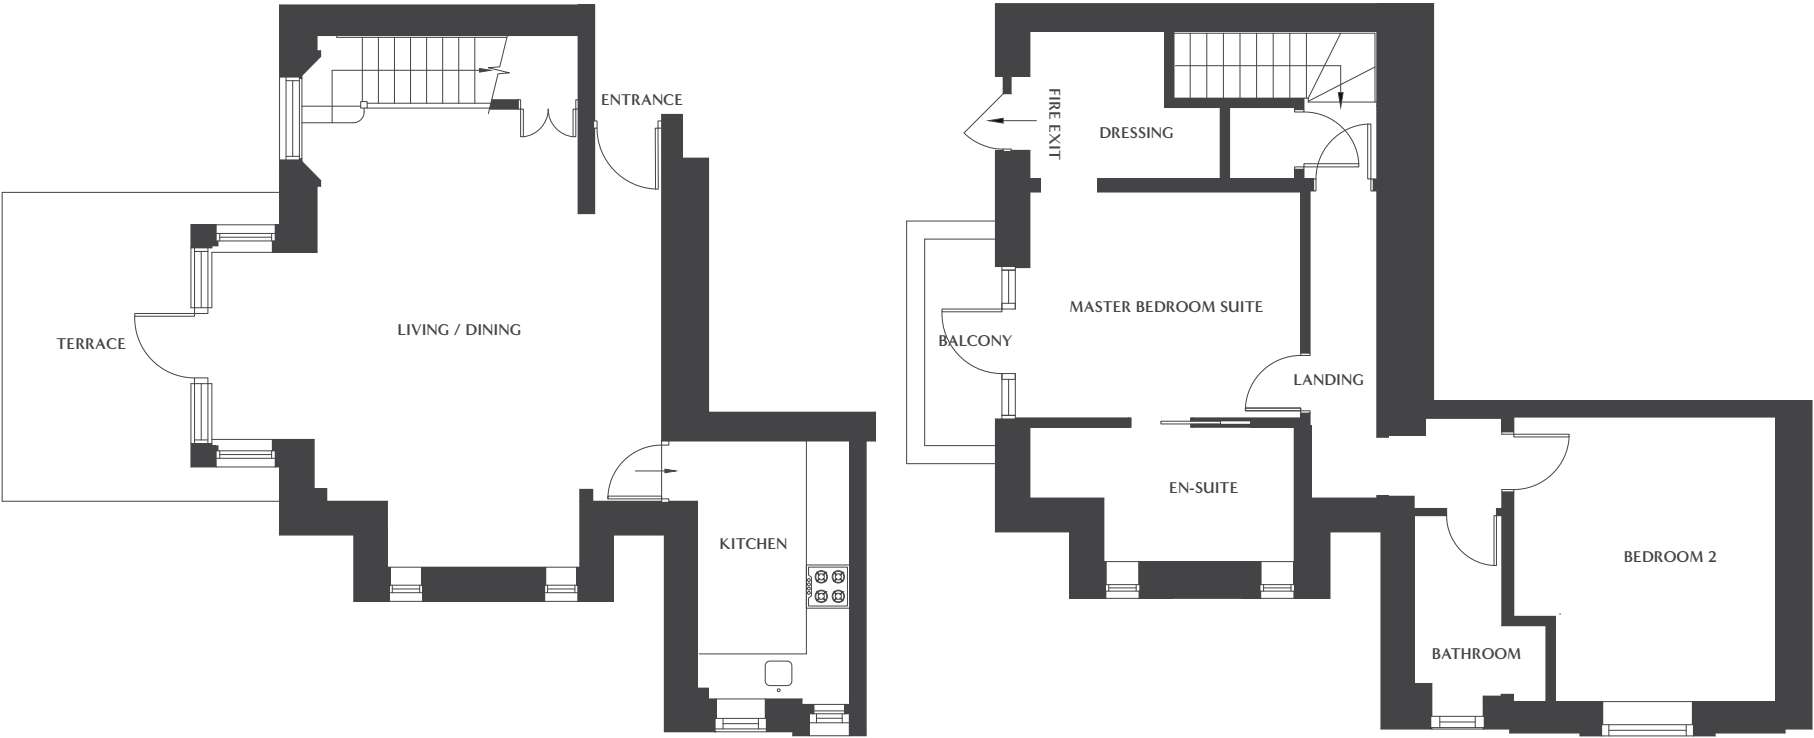 ENTRANCE
LIVING / DINING
TERRACE
KITCHEN
FIRE EXIT
DRESSING
MASTER BEDROOM SUITE
BALCONY
LANDING
EN-SUITE
BEDROOM 2
BATHROOM